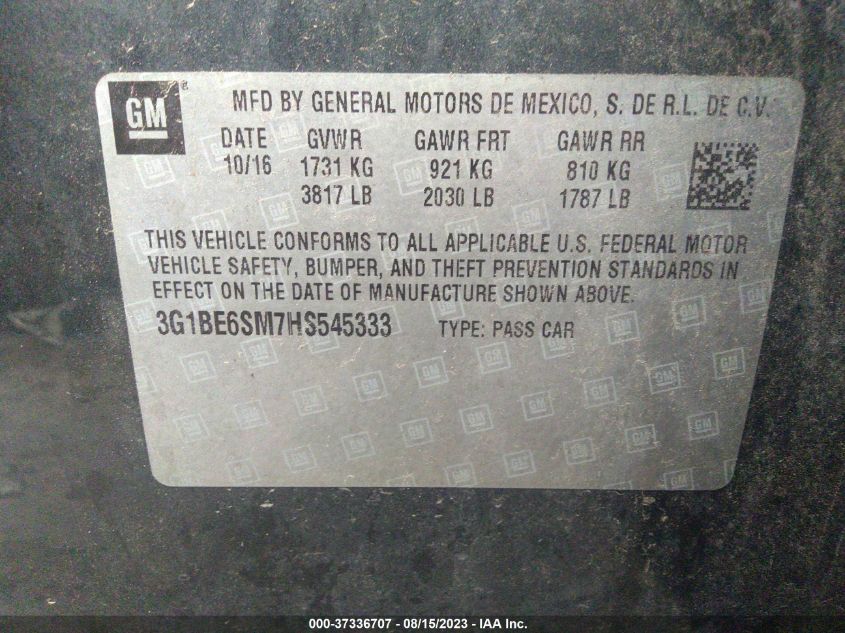 GM
MFD BY GENERAL MOTORS DE MEXICO, S. DE R.L. DE C.V.
DATE GVWR GAWR FRT GAWR RR
10/16 1731 KG 921 KG 810 KG
3817 LB 2030 LB 1787 LB
THIS VEHICLE CONFORMS TO ALL APPLICABLE U.S. FEDERAL MOTOR
VEHICLE SAFETY, BUMPER, AND THEFT PREVENTION STANDARDS IN
EFFECT ON THE DATE OF MANUFACTURE SHOWN ABOVE.
3G1BE6SM7HS545333 TYPE: PASS CAR
000-37336707 - 08/15/2023 - IAA Inc.